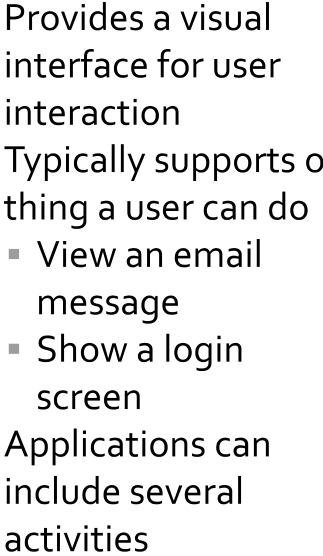 Provides a visual
interface for user
interaction
Typically supports
thing a user can do
▪ View an email
message
▪ Show a login
screen
Applications can
include several
activities